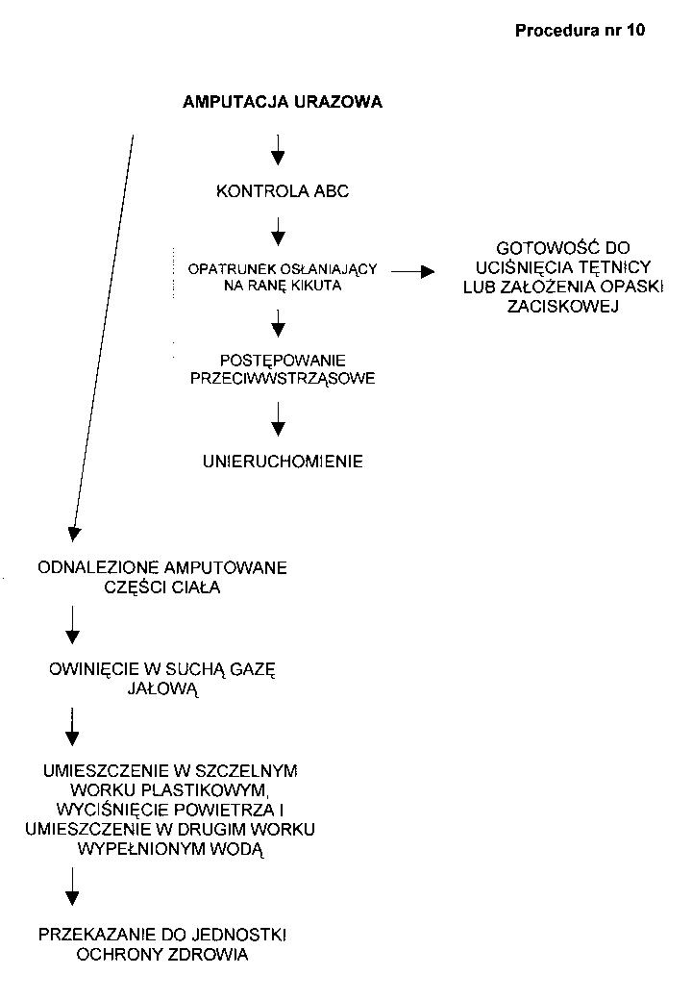 Procedura nr 10
AMPUTACJA URAZOWA
KONTROLA ABC
OPATRUNEK OSŁANIAJĄCY
NA RANĘ KIKUTA
GOTOWOŚĆ DO
UCIŚNIĘCIA TĘTNICY
LUB ZAŁOŻENIA OPASKI
ZACISKOWEJ
POSTĘPOWANIE
PRZECIWWSTRZĄSOWE
UNIERUCHOMIENIE
ODNALEZIONE AMPUTOWANE
CZĘŚCI CIAŁA
OWINIĘCIE W SUCHĄ GAZĘ
JAŁOWĄ
UMIESZCZENIE W SZCZELNYM
WORKU PLASTIKOWYM,
WYCIŚNIĘCIE POWIETRZA I
UMIESZCZENIE W DRUGIM WORKU
WYPEŁNIONYM WODĄ
PRZEKAZANIE DO JEDNOSTKI
OCHRONY ZDROWIA